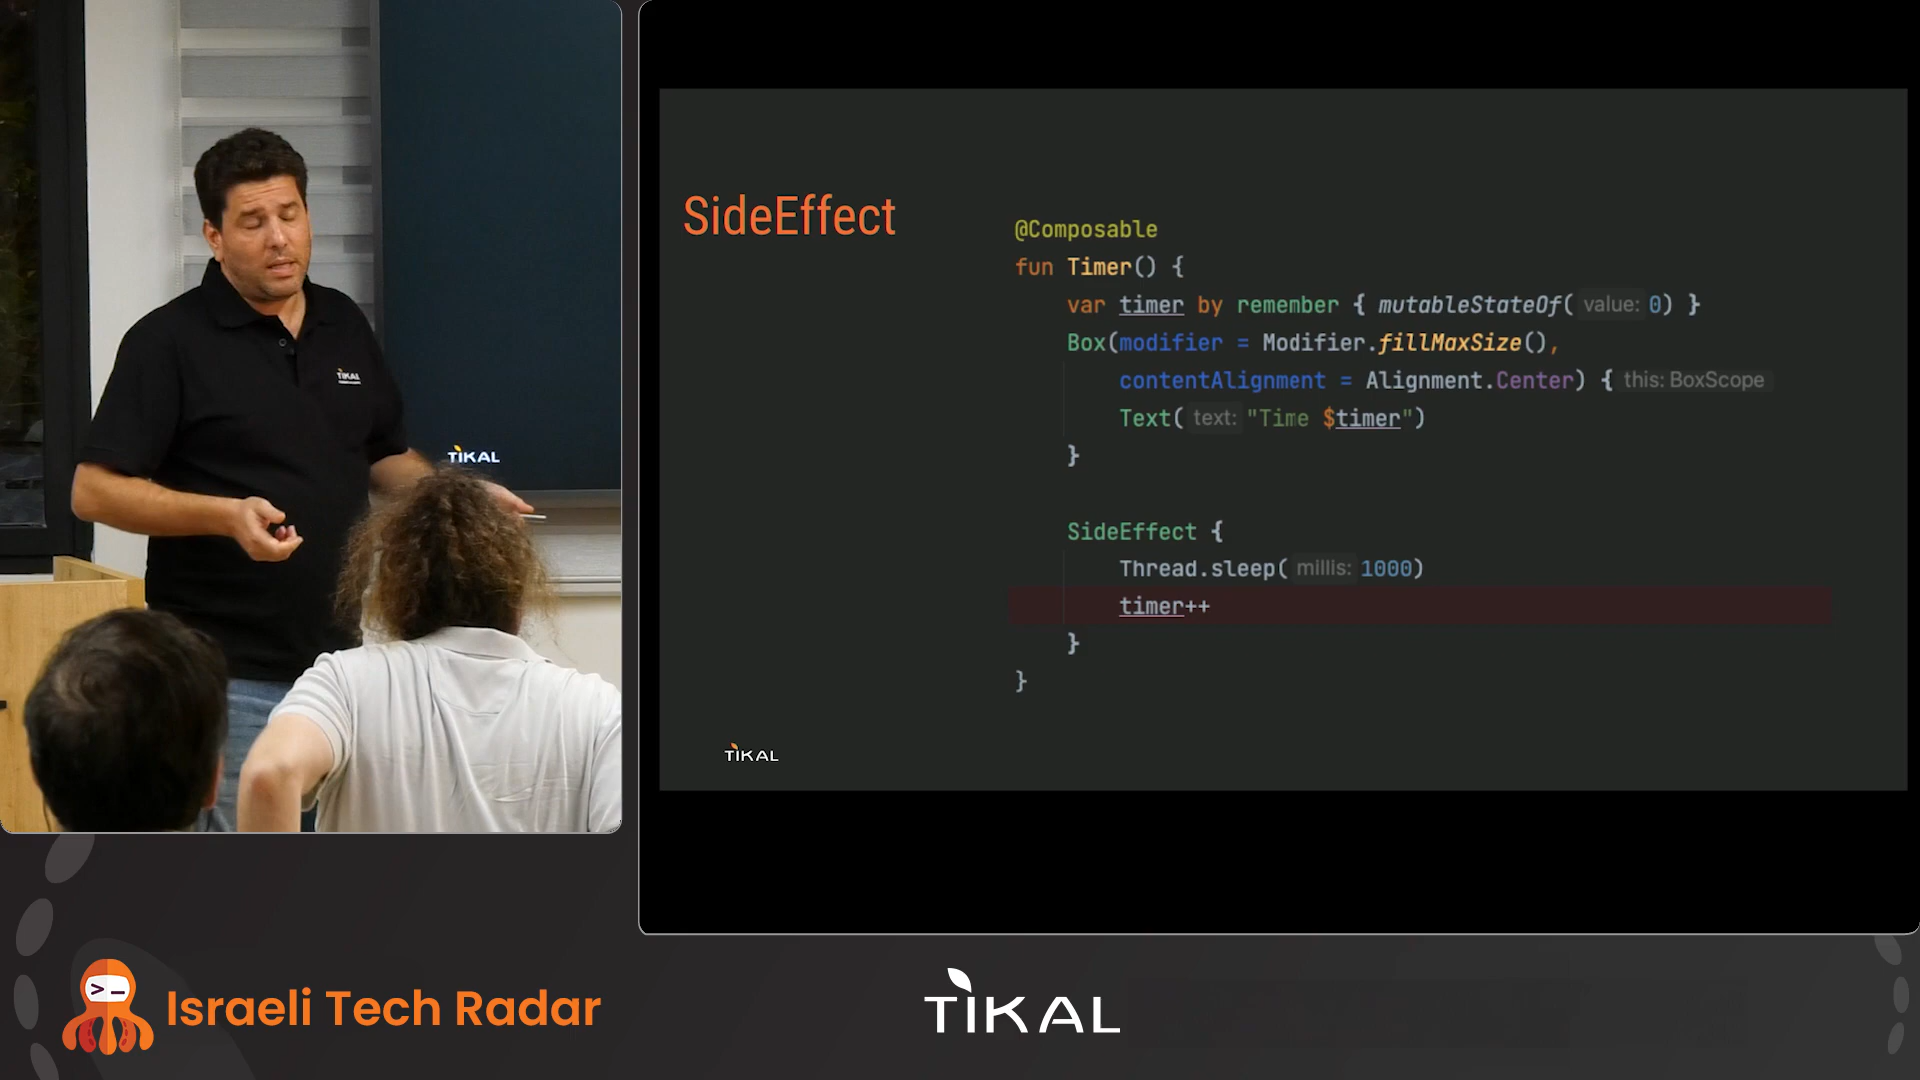 TIKAL
TIKAL
SideEffect
@Composable
fun Timer() {
var timer by remember { mutableStateOf( value: 0) }
Box(modifier = Modifier.fillMaxSize(),
contentAlignment = Alignment.Center) { this: BoxScope
Text( text: "Time $timer")
}
SideEffect {
Thread.sleep( millis: 1000)
timer++
}
}
TIKAL
>_
Israeli Tech Radar
TIKAL